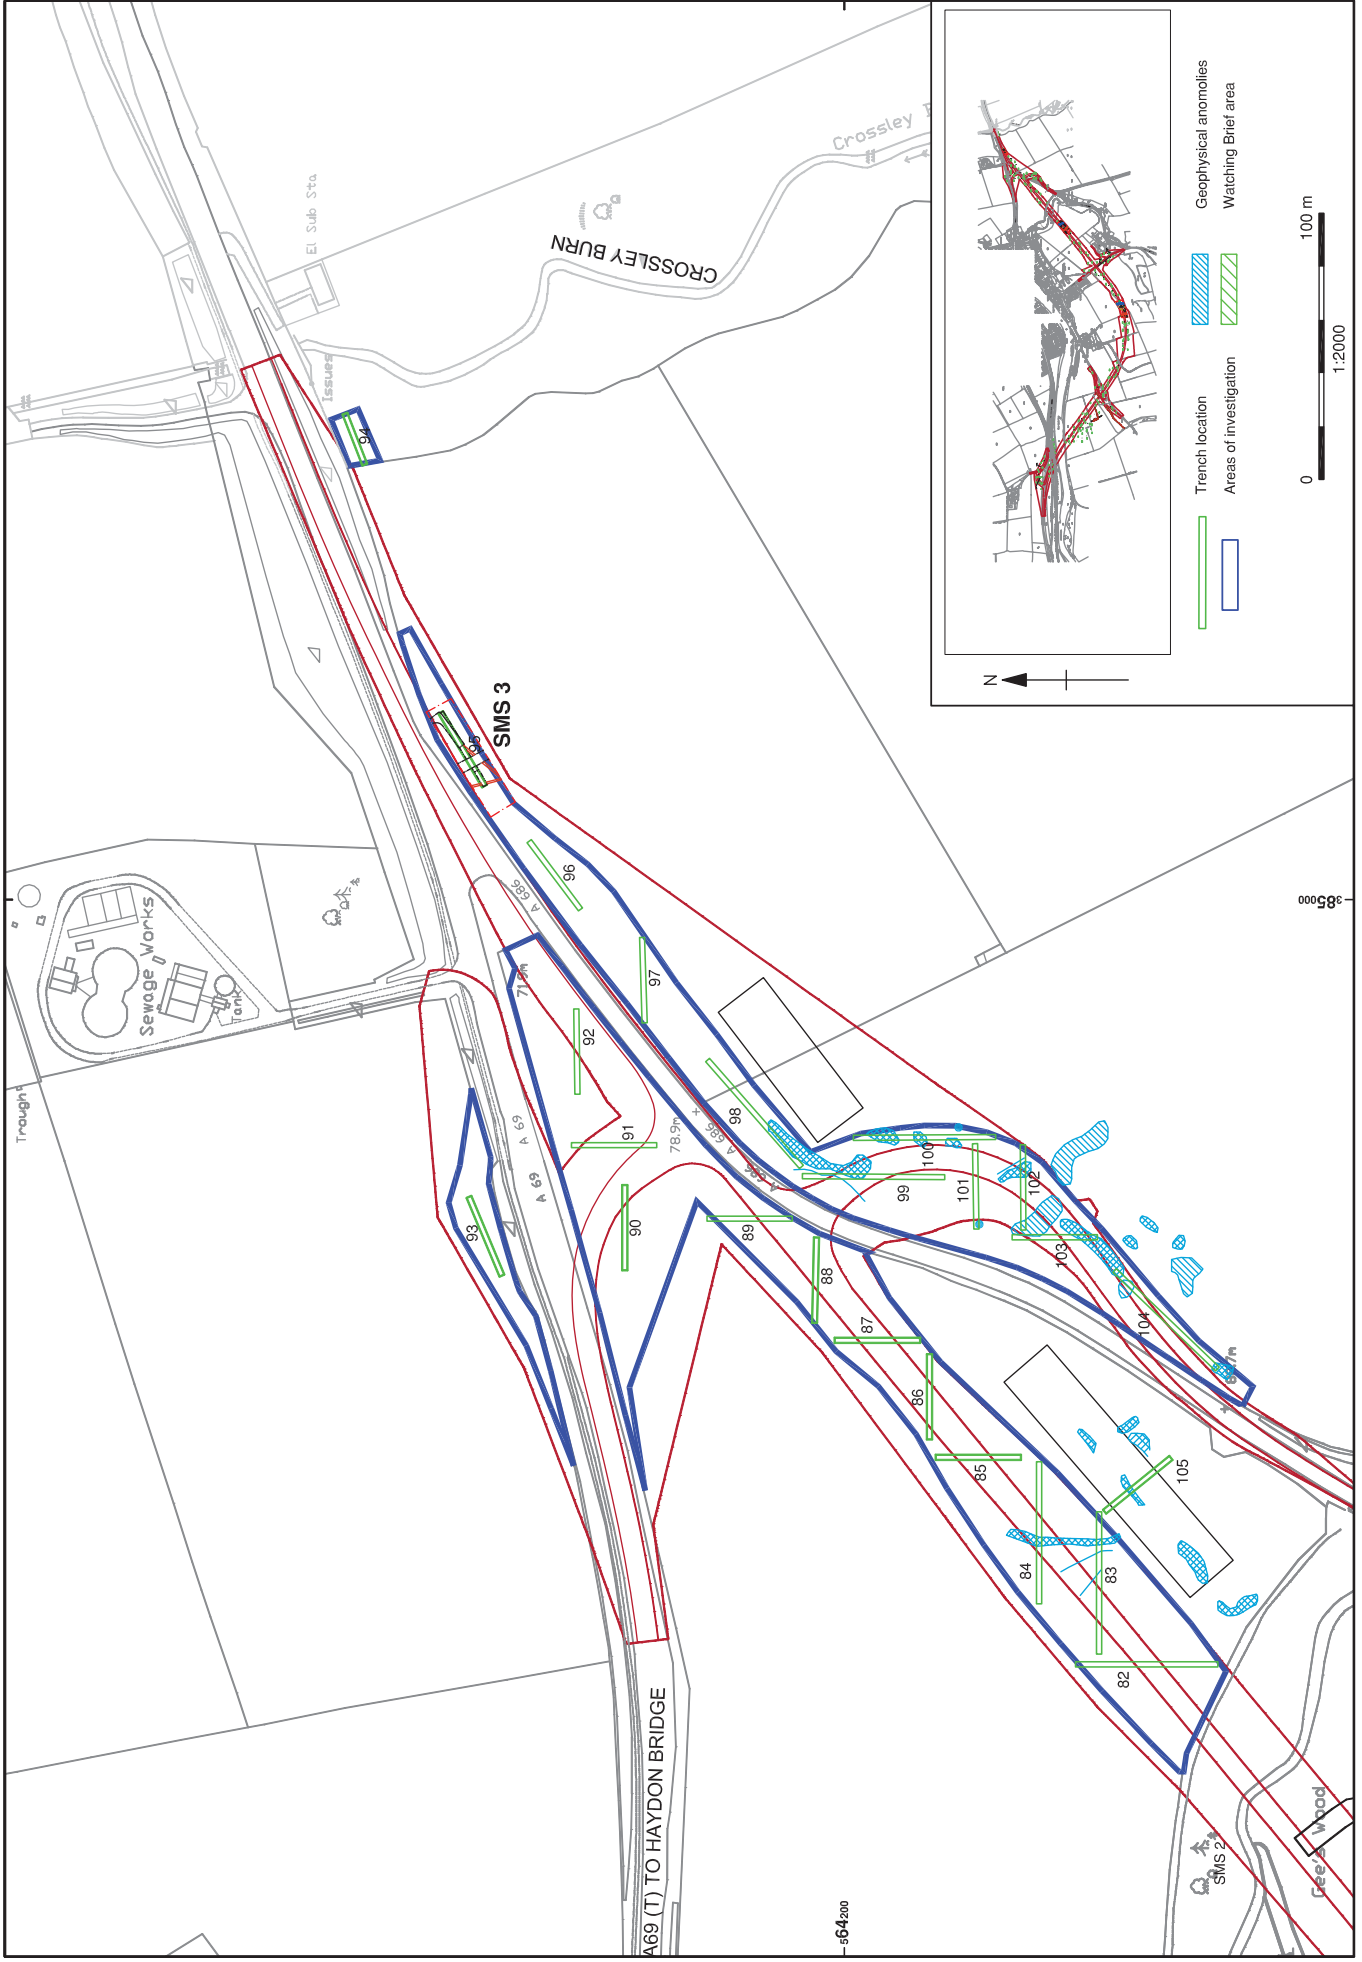 Trough
Sewage Works
Tank
El Sub Sta
Issues
Crossley
CROSSLEY BURN
94
SMS 3
95
96
A 686
97
71.9m
92
91
A 69
A 69
93
90
78.9m
A 686
98
A 686
89
88
87
99
100
101
102
103
104
86
85
84
83
82
105
A69 (T) TO HAYDON BRIDGE
SMS 2
Gee's Wood
564200
385000
N
Trench location
Areas of investigation
Geophysical anomolies
Watching Brief area
0
100 m
1:2000